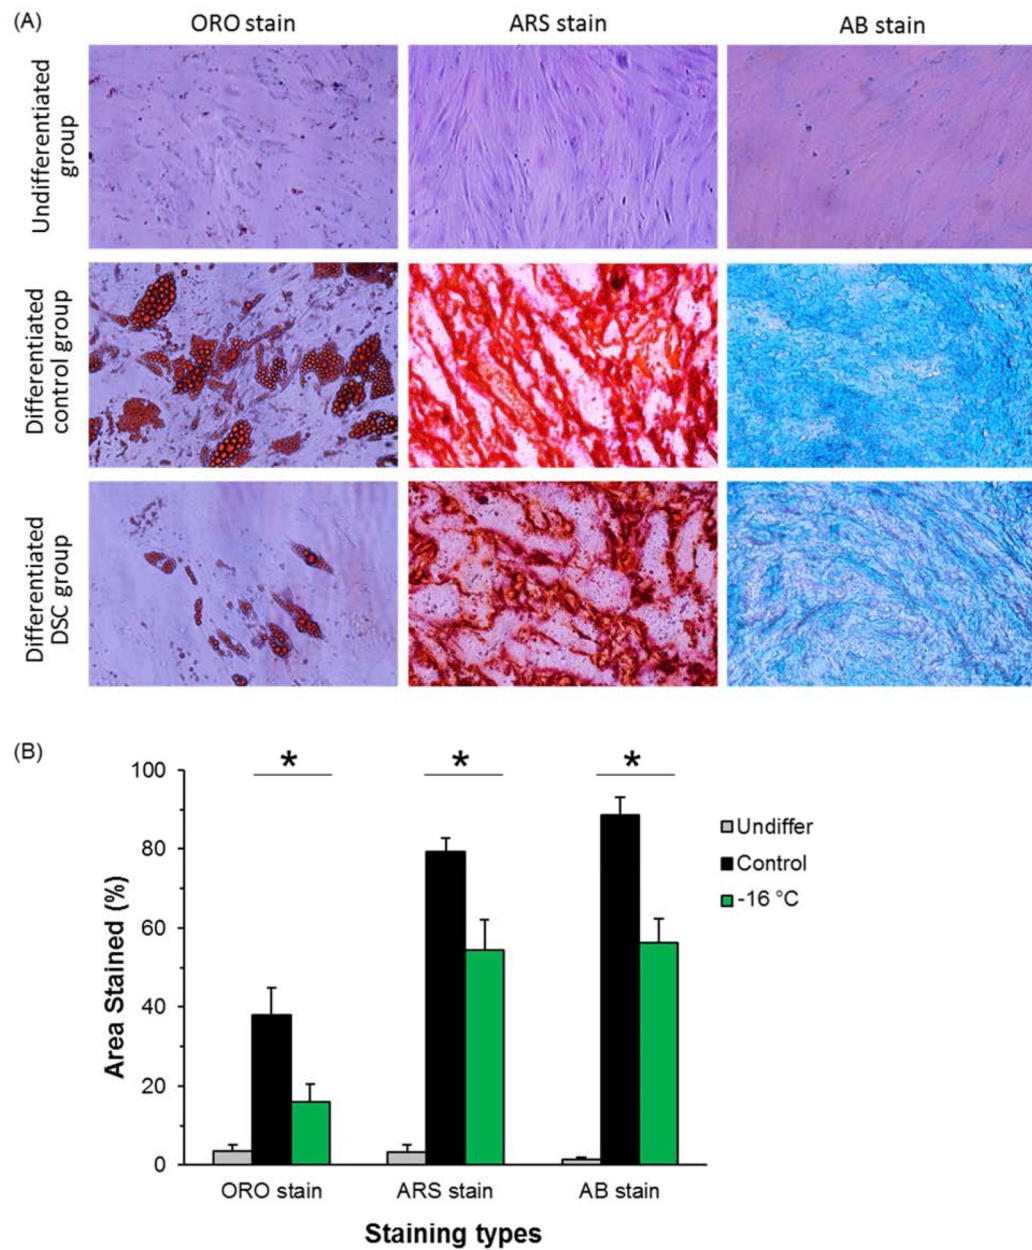 (A)
ORO stain
ARS stain
AB stain
Undifferentiated
group
Differentiated
control group
Differentiated
DSC group
(B)
100
80
60
40
20
0
Area Stained (%)
*
*
*
Undiffer
Control
-16 °C
ORO stain
ARS stain
AB stain
Staining types